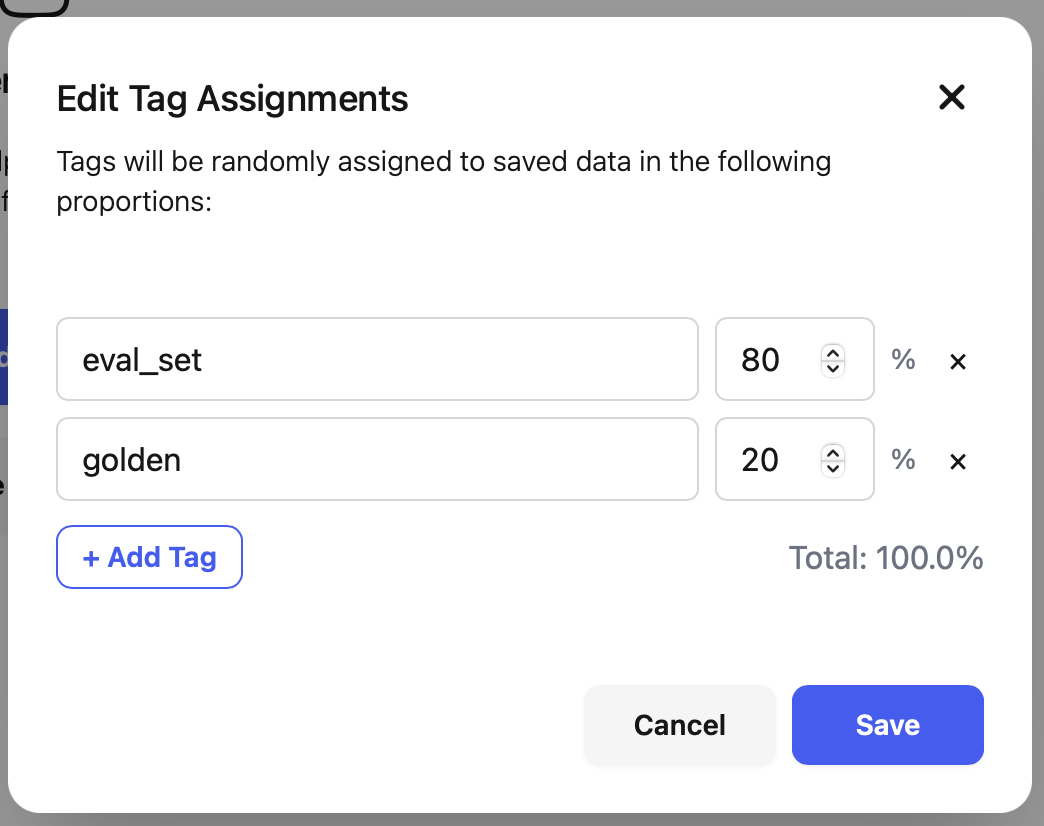 Edit Tag Assignments
Tags will be randomly assigned to saved data in the following
proportions:
eval_set 80 %
golden 20 %
+ Add Tag Total: 100.0%
Cancel Save